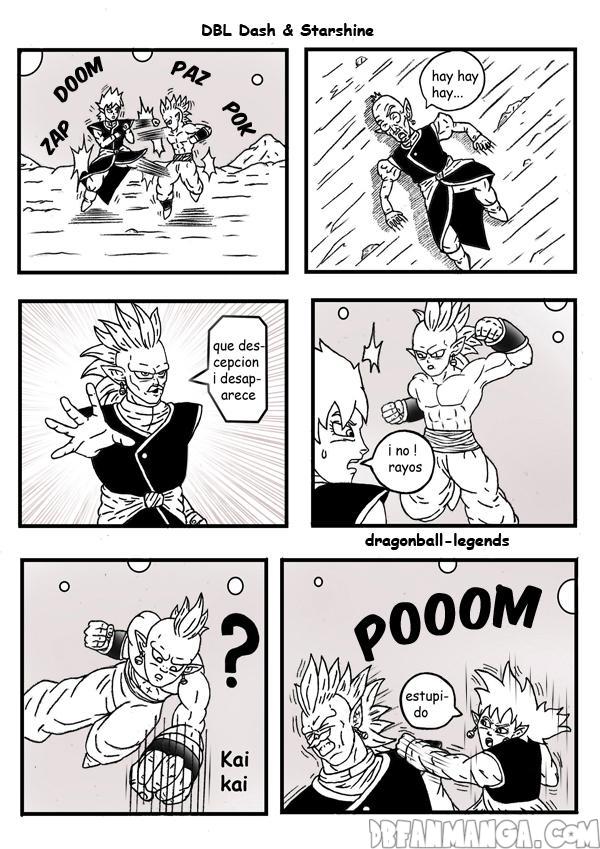 DBL Dash & Starshine
ZAP
DOOM
PAZ
POK
hay hay
hay...
que des-
cepcion
i desap-
arece
i no !
rayos
dragonball-legends
?
Kai
kai
POOOM
estupi-
do
DBFANMANGA.COM